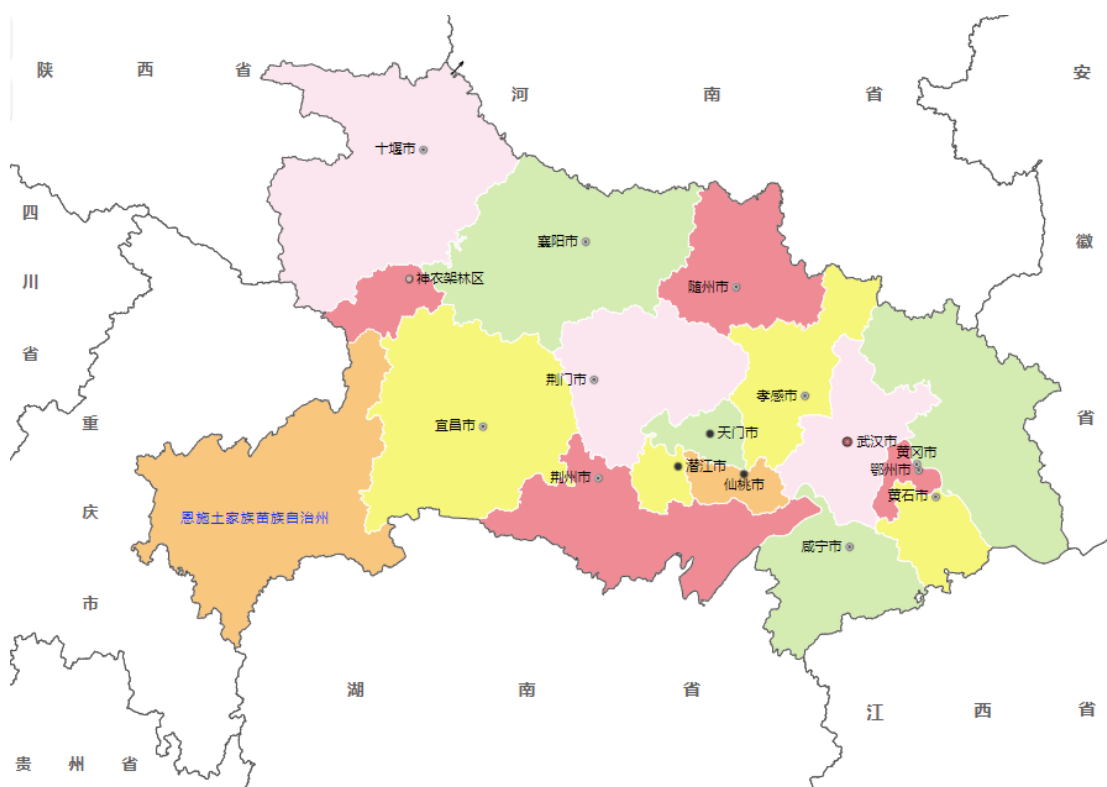 陕西省
河南省
安徽省
四川省
重庆市
贵州省
湖南省
江西省
十堰市
襄阳市
神农架林区
随州市
荆门市
孝感市
宜昌市
天门市
武汉市
黄冈市
鄂州市
潜江市
荆州市
仙桃市
黄石市
恩施土家族苗族自治州
咸宁市